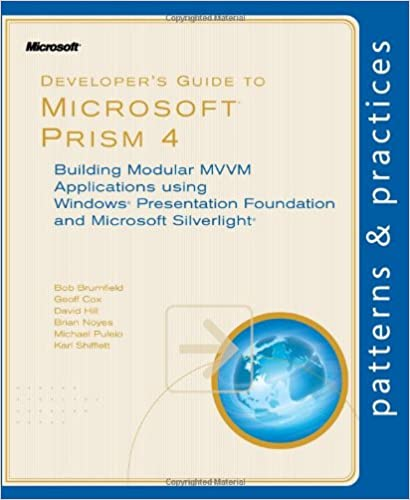 Copyrighted Material
Microsoft®
DEVELOPER'S GUIDE TO
MICROSOFT®
PRISM 4
Building Modular MVVM
Applications using
Windows® Presentation Foundation
and Microsoft Silverlight®
Bob Brumfield
Geoff Cox
David Hill
Brian Noyes
Michael Puleio
Karl Shifflett
patterns & practices
Copyrighted Material